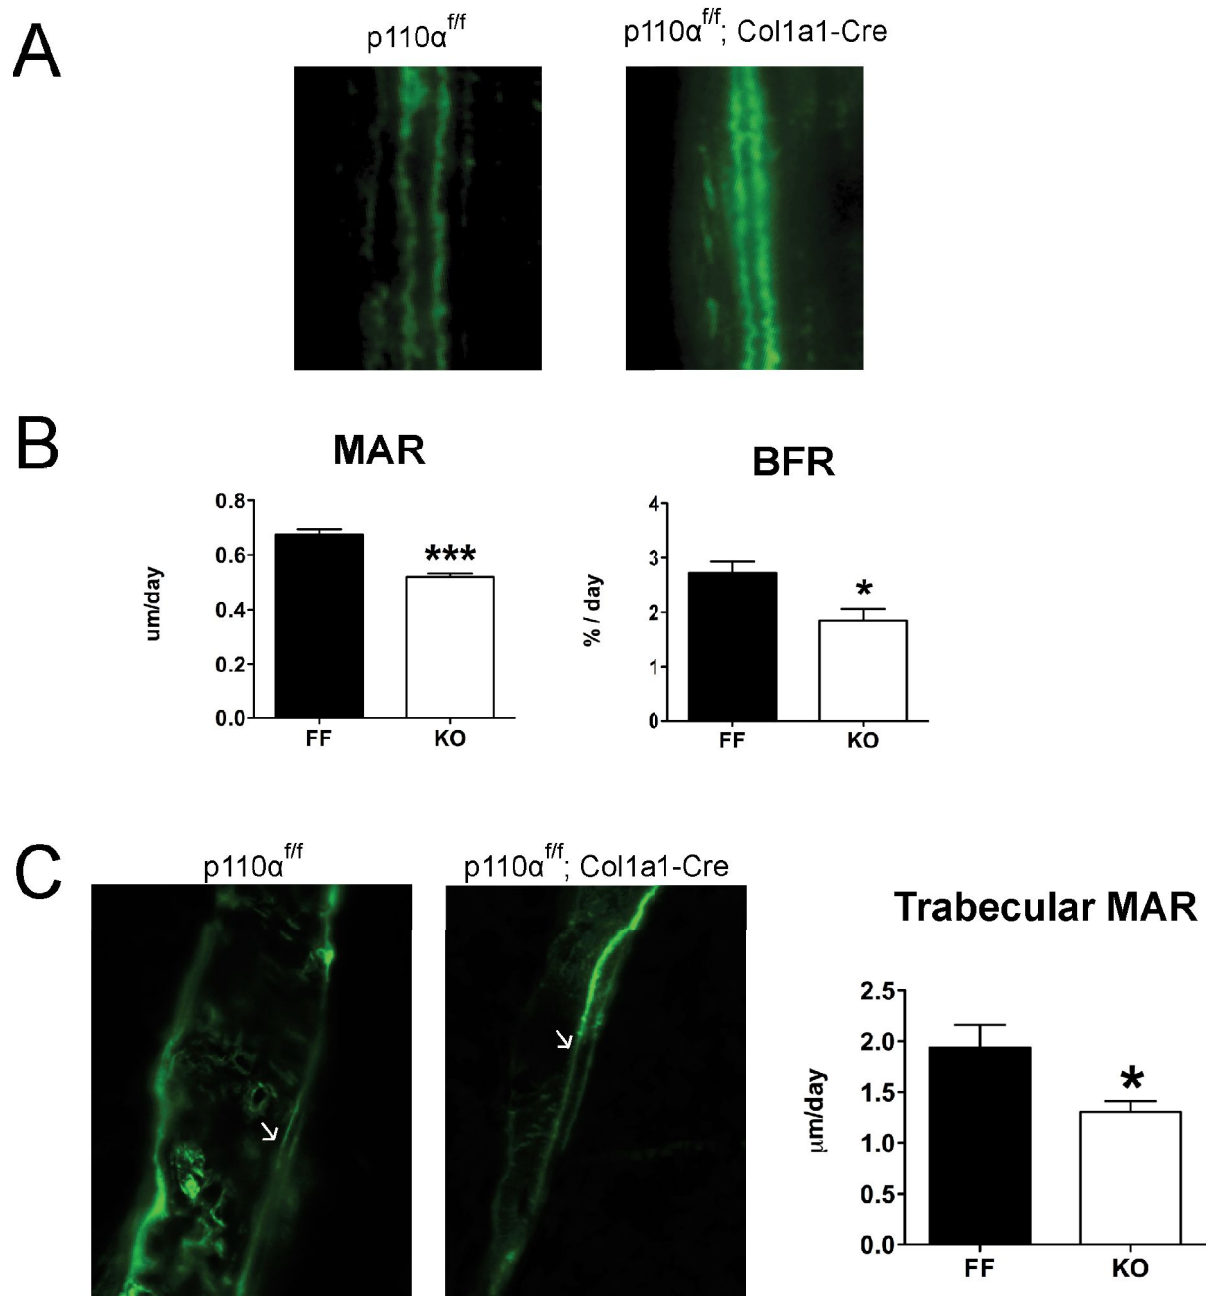 A
p110α^f/f
p110α^f/f; Col1a1-Cre
B
MAR
BFR
0.8
0.6
0.4
0.2
0.0
um/day
***
FF
KO
4
3
2
1
0
% / day
*
FF
KO
C
p110α^f/f
p110α^f/f; Col1a1-Cre
Trabecular MAR
2.5
2.0
1.5
1.0
0.5
0.0
μm/day
*
FF
KO